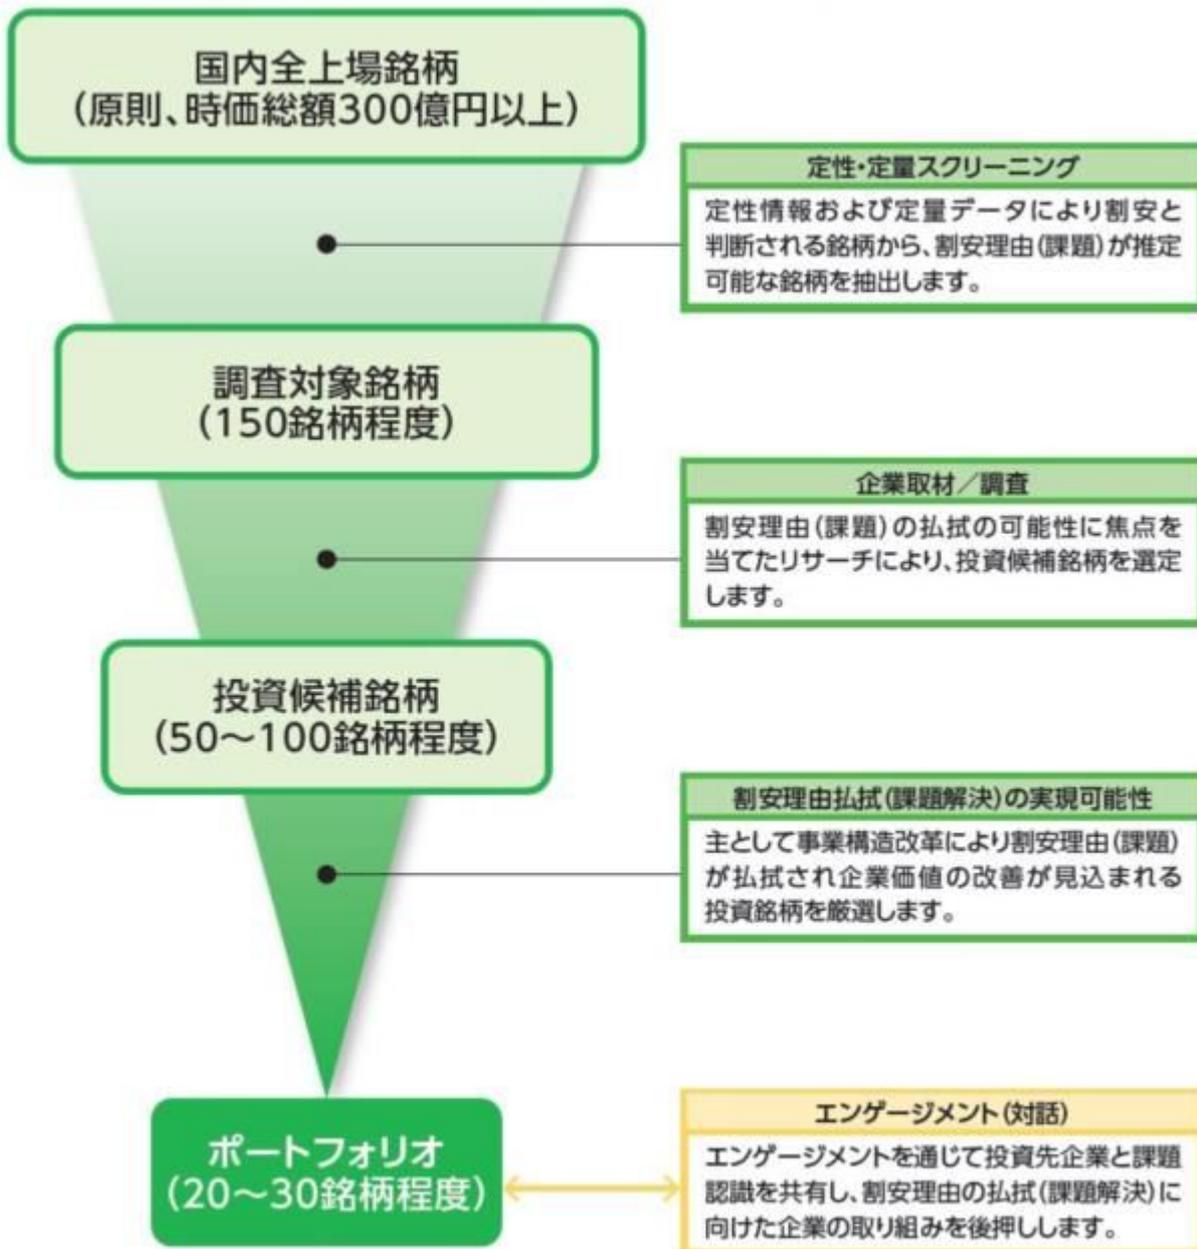 国内全上場銘柄
(原則、時価総額300億円以上)
定性・定量スクリーニング
定性情報および定量データにより割安と
判断される銘柄から、割安理由(課題)が推定
可能な銘柄を抽出します。
調査対象銘柄
(150銘柄程度)
企業取材/調査
割安理由(課題)の払拭の可能性に焦点を
当てたリサーチにより、投資候補銘柄を選定
します。
投資候補銘柄
(50〜100銘柄程度)
割安理由払拭(課題解決)の実現可能性
主として事業構造改革により割安理由(課題)
が払拭され企業価値の改善が見込まれる
投資銘柄を厳選します。
ポートフォリオ
(20〜30銘柄程度)
エンゲージメント(対話)
エンゲージメントを通じて投資先企業と課題
認識を共有し、割安理由の払拭(課題解決)に
向けた企業の取り組みを後押しします。